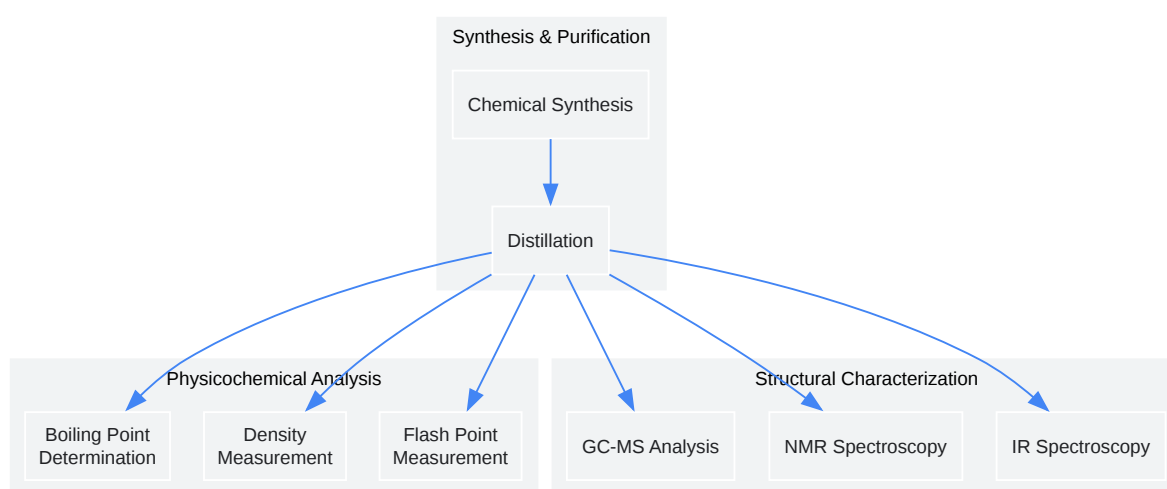 Synthesis & Purification
Chemical Synthesis
Distillation
Physicochemical Analysis
Boiling Point
Determination
Density
Measurement
Flash Point
Measurement
Structural Characterization
GC-MS Analysis
NMR Spectroscopy
IR Spectroscopy